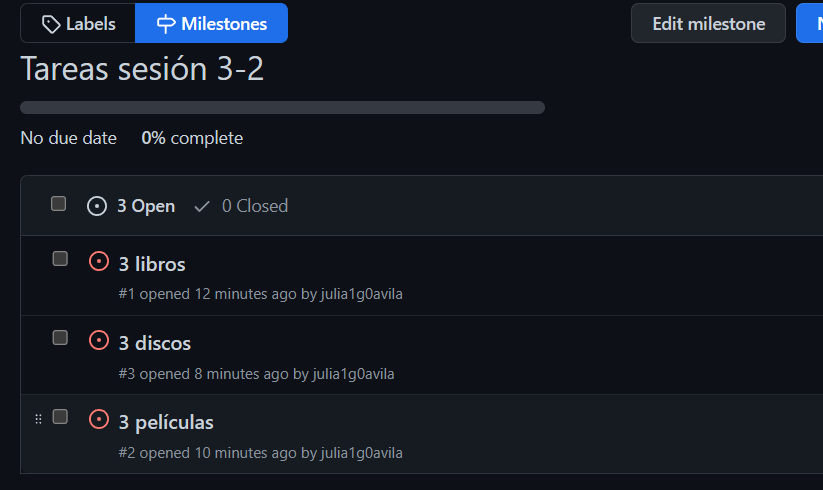 Labels Milestones Edit milestone
Tareas sesión 3-2
No due date 0% complete
3 Open 0 Closed
3 libros
#1 opened 12 minutes ago by julia1g0avila
3 discos
#3 opened 8 minutes ago by julia1g0avila
3 películas
#2 opened 10 minutes ago by julia1g0avila